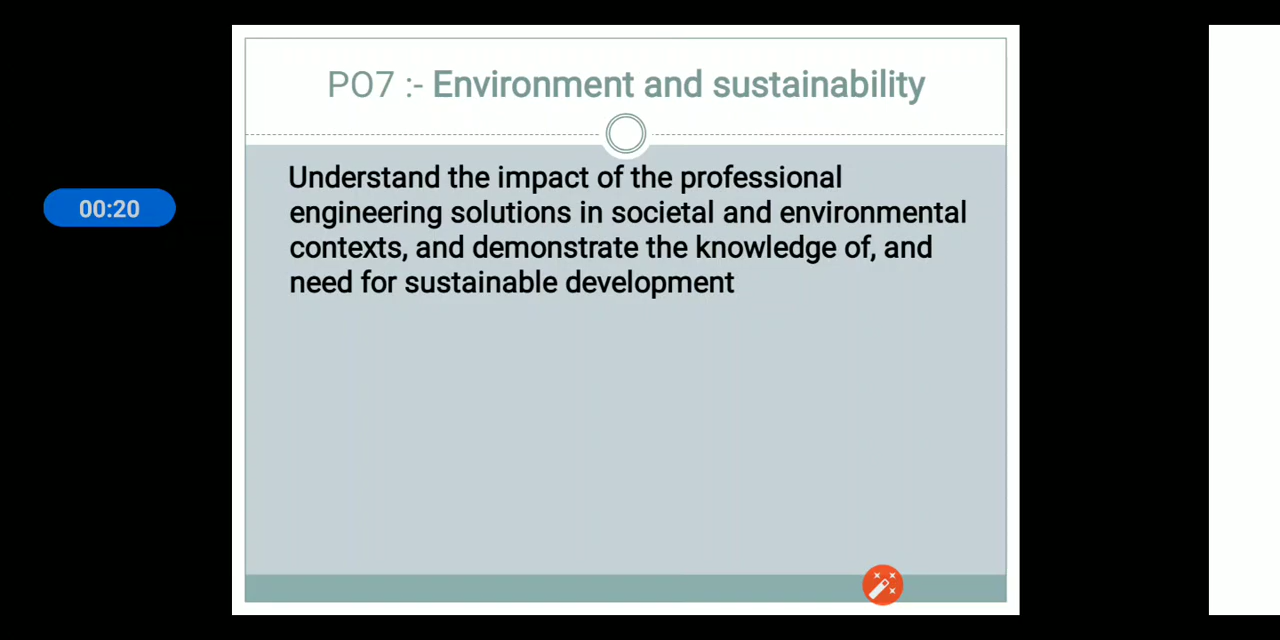 PO7 :- Environment and sustainability
Understand the impact of the professional
engineering solutions in societal and environmental
contexts, and demonstrate the knowledge of, and
need for sustainable development
00:20